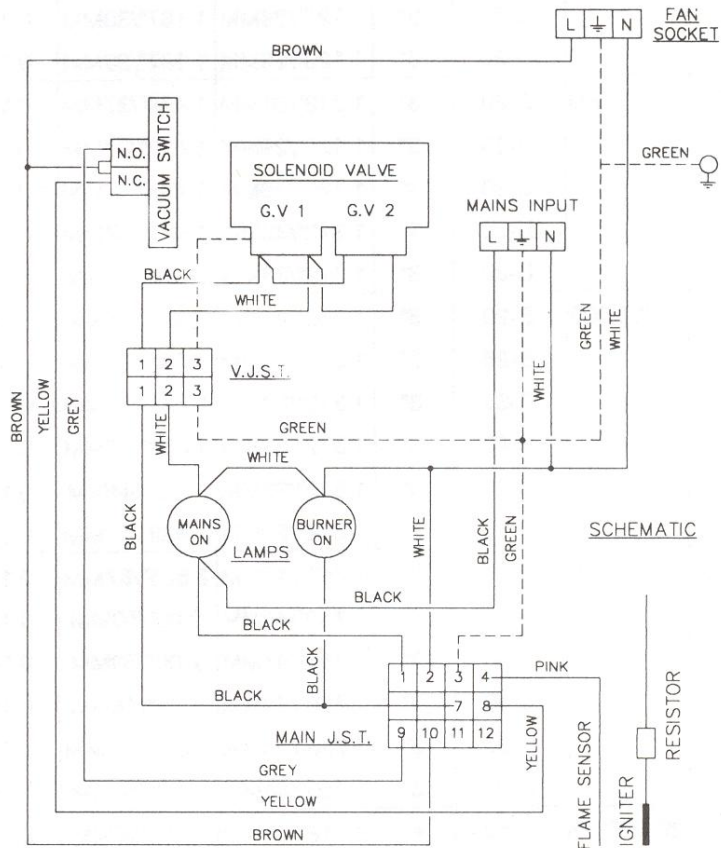 FAN
SOCKET
L ⏚ N
BROWN
GREEN
VACUUM SWITCH
N.O.
N.C.
SOLENOID VALVE
G.V 1 G.V 2
MAINS INPUT
L ⏚ N
BLACK
WHITE
GREEN
WHITE
WHITE
1 2 3
1 2 3
V.J.S.T.
BROWN
YELLOW
GREY
GREEN
WHITE
WHITE
BLACK
MAINS
ON
BURNER
ON
LAMPS
WHITE
BLACK
GREEN
SCHEMATIC
BLACK
BLACK
BLACK
BLACK
1 2 3 4
7 8
9 10 11 12
MAIN J.S.T.
PINK
YELLOW
FLAME SENSOR
IGNITER
RESISTOR
GREY
YELLOW
BROWN